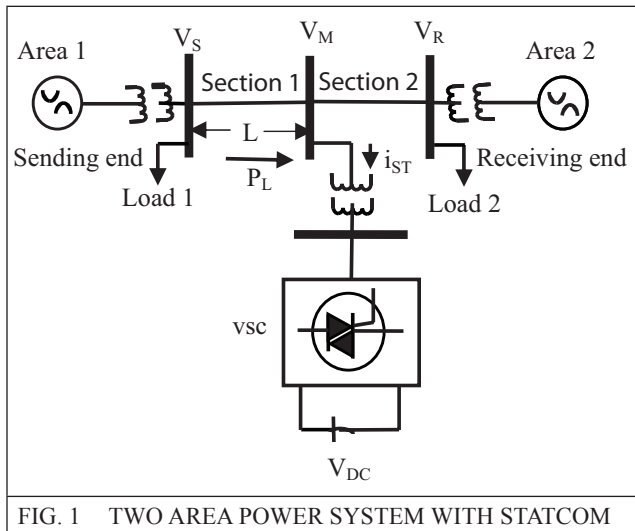 Area 1
V_S
V_M
V_R
Area 2
Section 1
Section 2
L
Sending end
P_L
i_ST
Receiving end
Load 1
Load 2
vsc
V_DC
FIG. 1 TWO AREA POWER SYSTEM WITH STATCOM